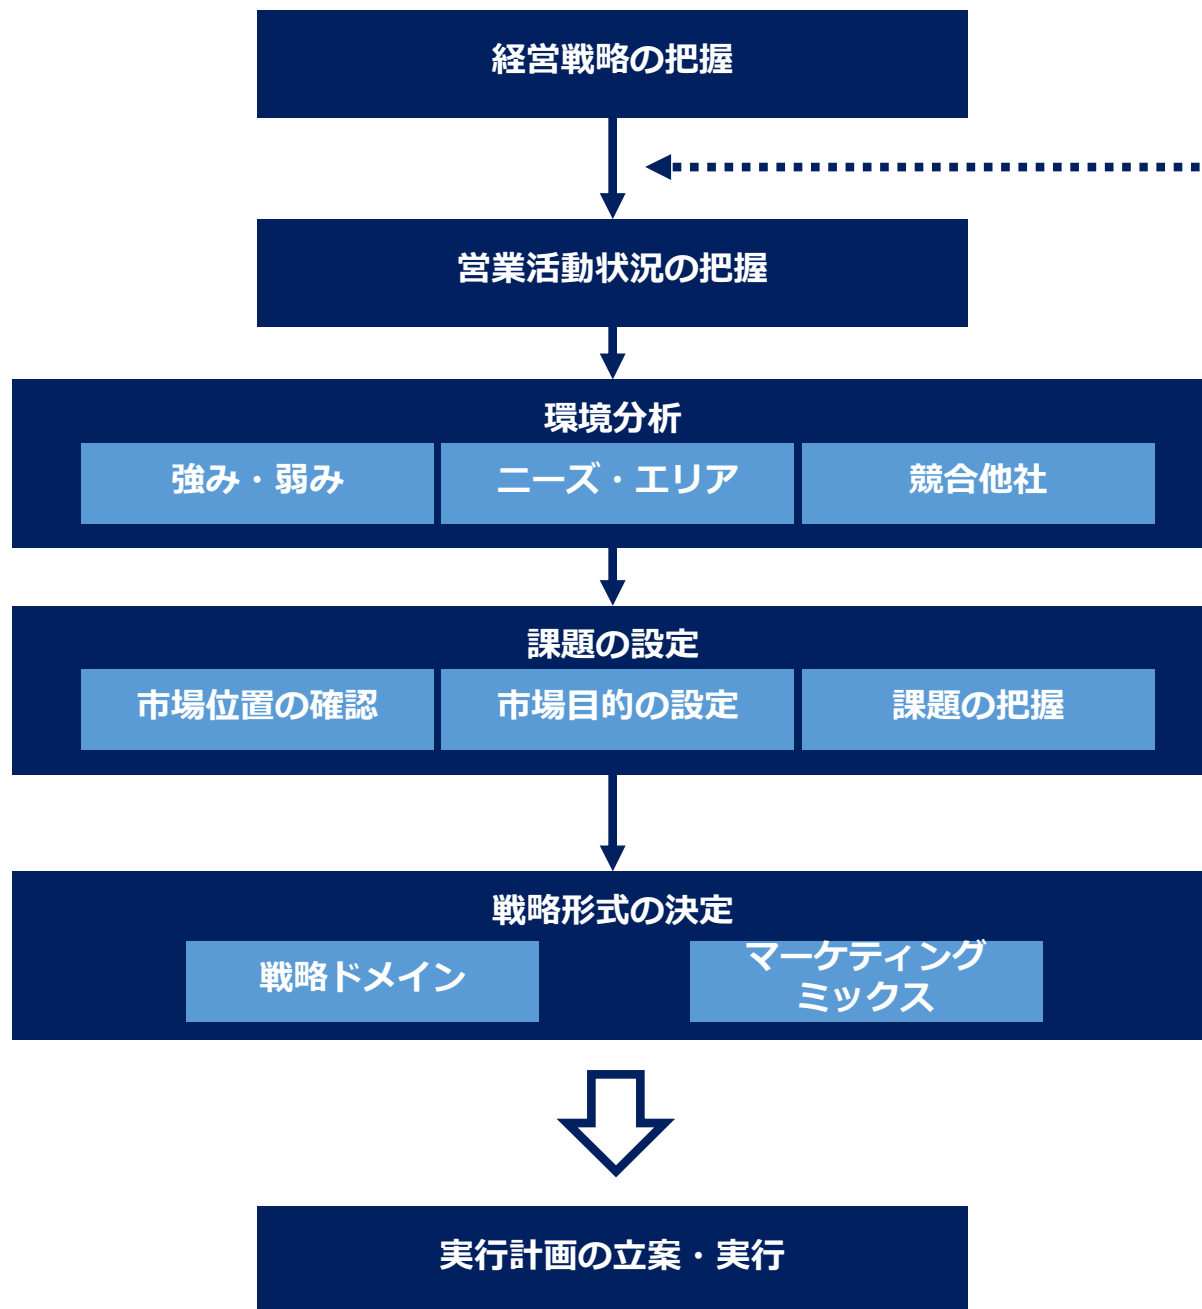 経営戦略の把握
営業活動状況の把握
環境分析
強み・弱み
ニーズ・エリア
競合他社
課題の設定
市場位置の確認
市場目的の設定
課題の把握
戦略形式の決定
戦略ドメイン
マーケティング
ミックス
実行計画の立案・実行